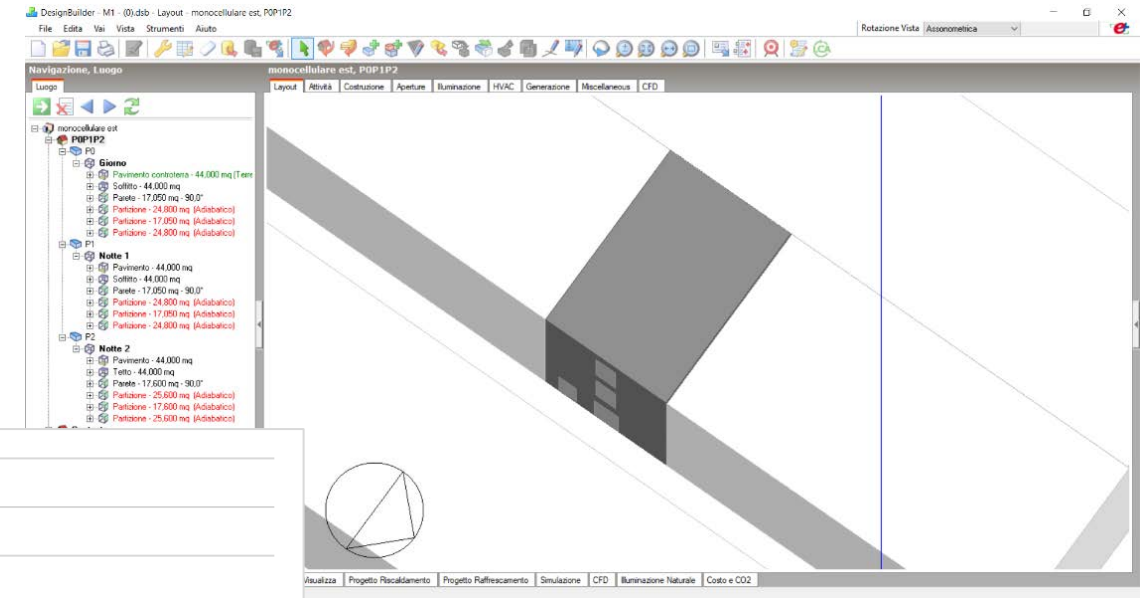 DesignBuilder - M1 - (0).dsb - Layout - monocellulare est, P0P1P2
File Edita Vai Vista Strumenti Aiuto
Rotazione Vista Assonometrica
Navigazione, Luogo
monocellulare est, P0P1P2
Luogo
Layout Attività Costruzione Aperture Illuminazione HVAC Generazione Miscellaneous CFD
monocellulare est
P0P1P2
P0
Giorno
Pavimento controterra - 44,000 mq (Terre
Soffitto - 44,000 mq
Parete - 17,050 mq - 90,0°
Partizione - 24,800 mq (Adiabatico)
Partizione - 17,050 mq (Adiabatico)
Partizione - 24,800 mq (Adiabatico)
P1
Notte 1
Pavimento - 44,000 mq
Soffitto - 44,000 mq
Parete - 17,050 mq - 90,0°
Partizione - 24,800 mq (Adiabatico)
Partizione - 17,050 mq (Adiabatico)
Partizione - 24,800 mq (Adiabatico)
P2
Notte 2
Pavimento - 44,000 mq
Tetto - 44,000 mq
Parete - 17,600 mq - 90,0°
Partizione - 25,600 mq (Adiabatico)
Partizione - 17,600 mq (Adiabatico)
Partizione - 25,600 mq (Adiabatico)
Visualizza Progetto Riscaldamento Progetto Raffrescamento Simulazione CFD Illuminazione Naturale Costo e CO2